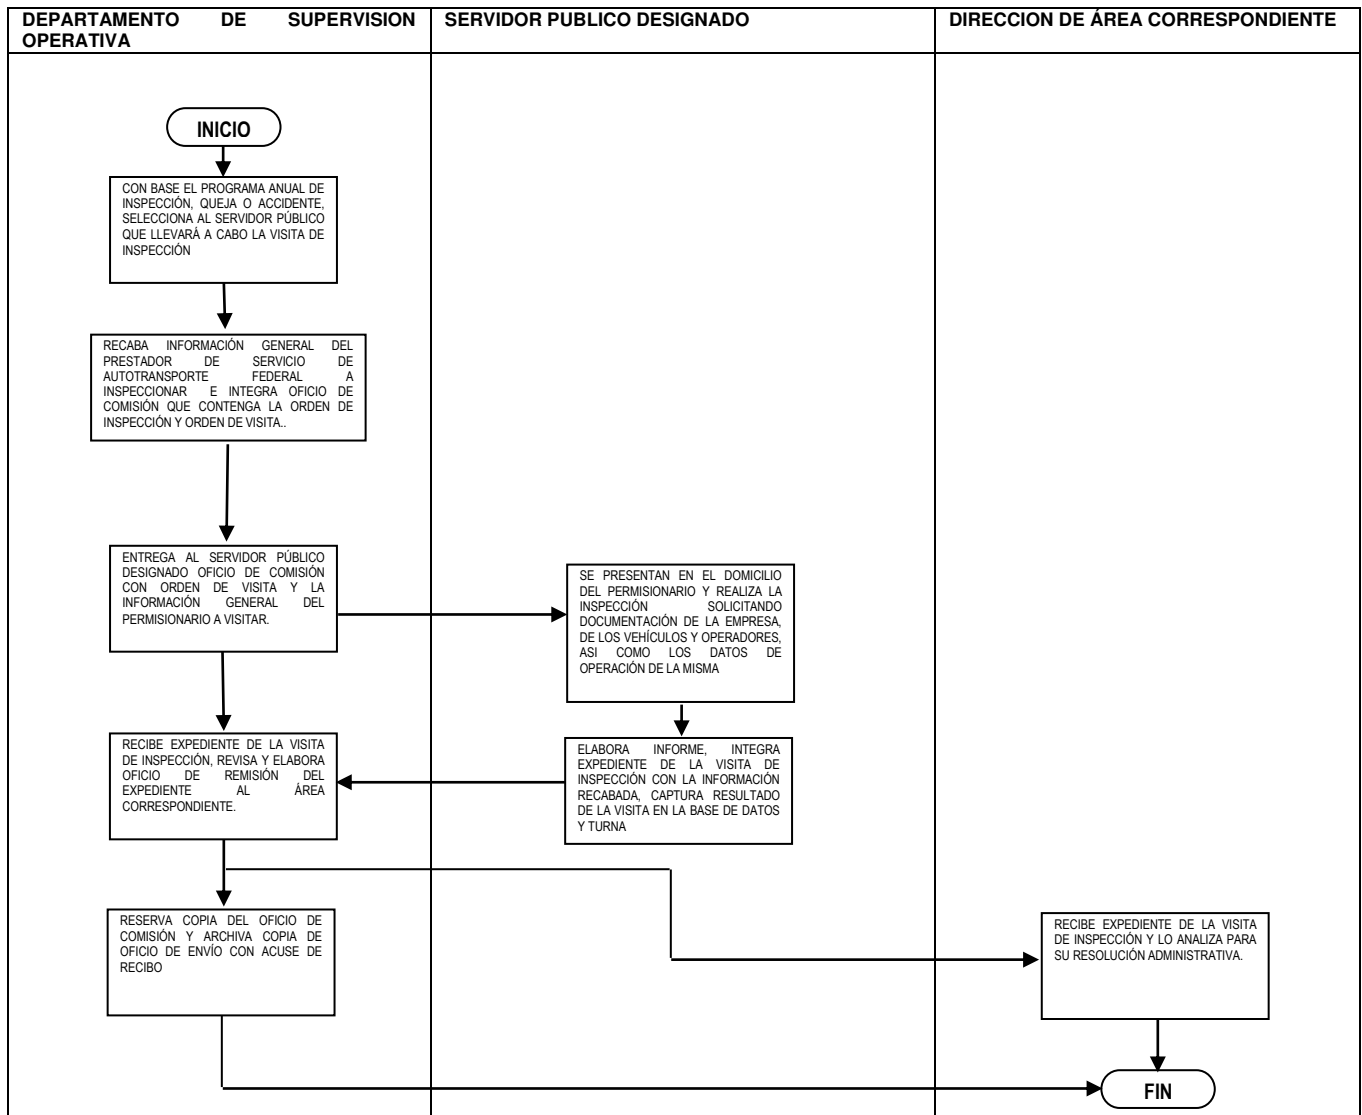 DEPARTAMENTO DE SUPERVISION
OPERATIVA
SERVIDOR PUBLICO DESIGNADO
DIRECCION DE ÁREA CORRESPONDIENTE
INICIO
CON BASE EL PROGRAMA ANUAL DE
INSPECCIÓN, QUEJA O ACCIDENTE,
SELECCIONA AL SERVIDOR PÚBLICO
QUE LLEVARÁ A CABO LA VISITA DE
INSPECCIÓN
RECABA INFORMACIÓN GENERAL DEL
PRESTADOR DE SERVICIO DE
AUTOTRANSPORTE FEDERAL A
INSPECCIONAR E INTEGRA OFICIO DE
COMISIÓN QUE CONTENGA LA ORDEN DE
INSPECCIÓN Y ORDEN DE VISITA..
ENTREGA AL SERVIDOR PÚBLICO
DESIGNADO OFICIO DE COMISIÓN
CON ORDEN DE VISITA Y LA
INFORMACIÓN GENERAL DEL
PERMISIONARIO A VISITAR.
SE PRESENTAN EN EL DOMICILIO
DEL PERMISIONARIO Y REALIZA LA
INSPECCIÓN SOLICITANDO
DOCUMENTACIÓN DE LA EMPRESA,
DE LOS VEHÍCULOS Y OPERADORES,
ASI COMO LOS DATOS DE
OPERACIÓN DE LA MISMA
RECIBE EXPEDIENTE DE LA VISITA
DE INSPECCIÓN, REVISA Y ELABORA
OFICIO DE REMISIÓN DEL
EXPEDIENTE AL ÁREA
CORRESPONDIENTE.
ELABORA INFORME, INTEGRA
EXPEDIENTE DE LA VISITA DE
INSPECCIÓN CON LA INFORMACIÓN
RECABADA, CAPTURA RESULTADO
DE LA VISITA EN LA BASE DE DATOS
Y TURNA
RESERVA COPIA DEL OFICIO DE
COMISIÓN Y ARCHIVA COPIA DE
OFICIO DE ENVÍO CON ACUSE DE
RECIBO
RECIBE EXPEDIENTE DE LA VISITA
DE INSPECCIÓN Y LO ANALIZA PARA
SU RESOLUCIÓN ADMINISTRATIVA.
FIN